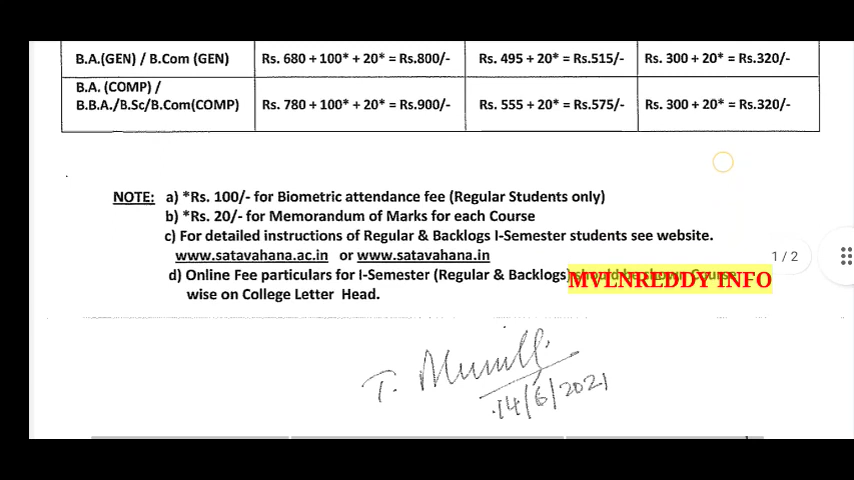 B.A.(GEN) / B.Com (GEN) Rs. 680 + 100* + 20* = Rs.800/- Rs. 495 + 20* = Rs.515/- Rs. 300 + 20* = Rs.320/-
B.A. (COMP) /
B.B.A./B.Sc/B.Com(COMP) Rs. 780 + 100* + 20* = Rs.900/- Rs. 555 + 20* = Rs.575/- Rs. 300 + 20* = Rs.320/-
NOTE: a) *Rs. 100/- for Biometric attendance fee (Regular Students only)
b) *Rs. 20/- for Memorandum of Marks for each Course
c) For detailed instructions of Regular & Backlogs I-Semester students see website.
www.satavahana.ac.in or www.satavahana.in
1 / 2
d) Online Fee particulars for I-Semester (Regular & Backlogs) should be shown Course
MVLNREDDY INFO
wise on College Letter Head.
14/6/2021